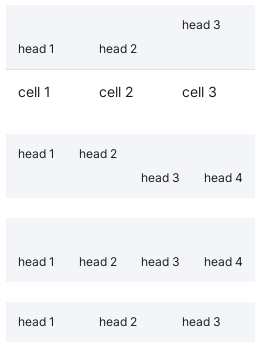 head 3
head 1 head 2
cell 1 cell 2 cell 3
head 1 head 2
head 3 head 4
head 1 head 2 head 3 head 4
head 1 head 2 head 3